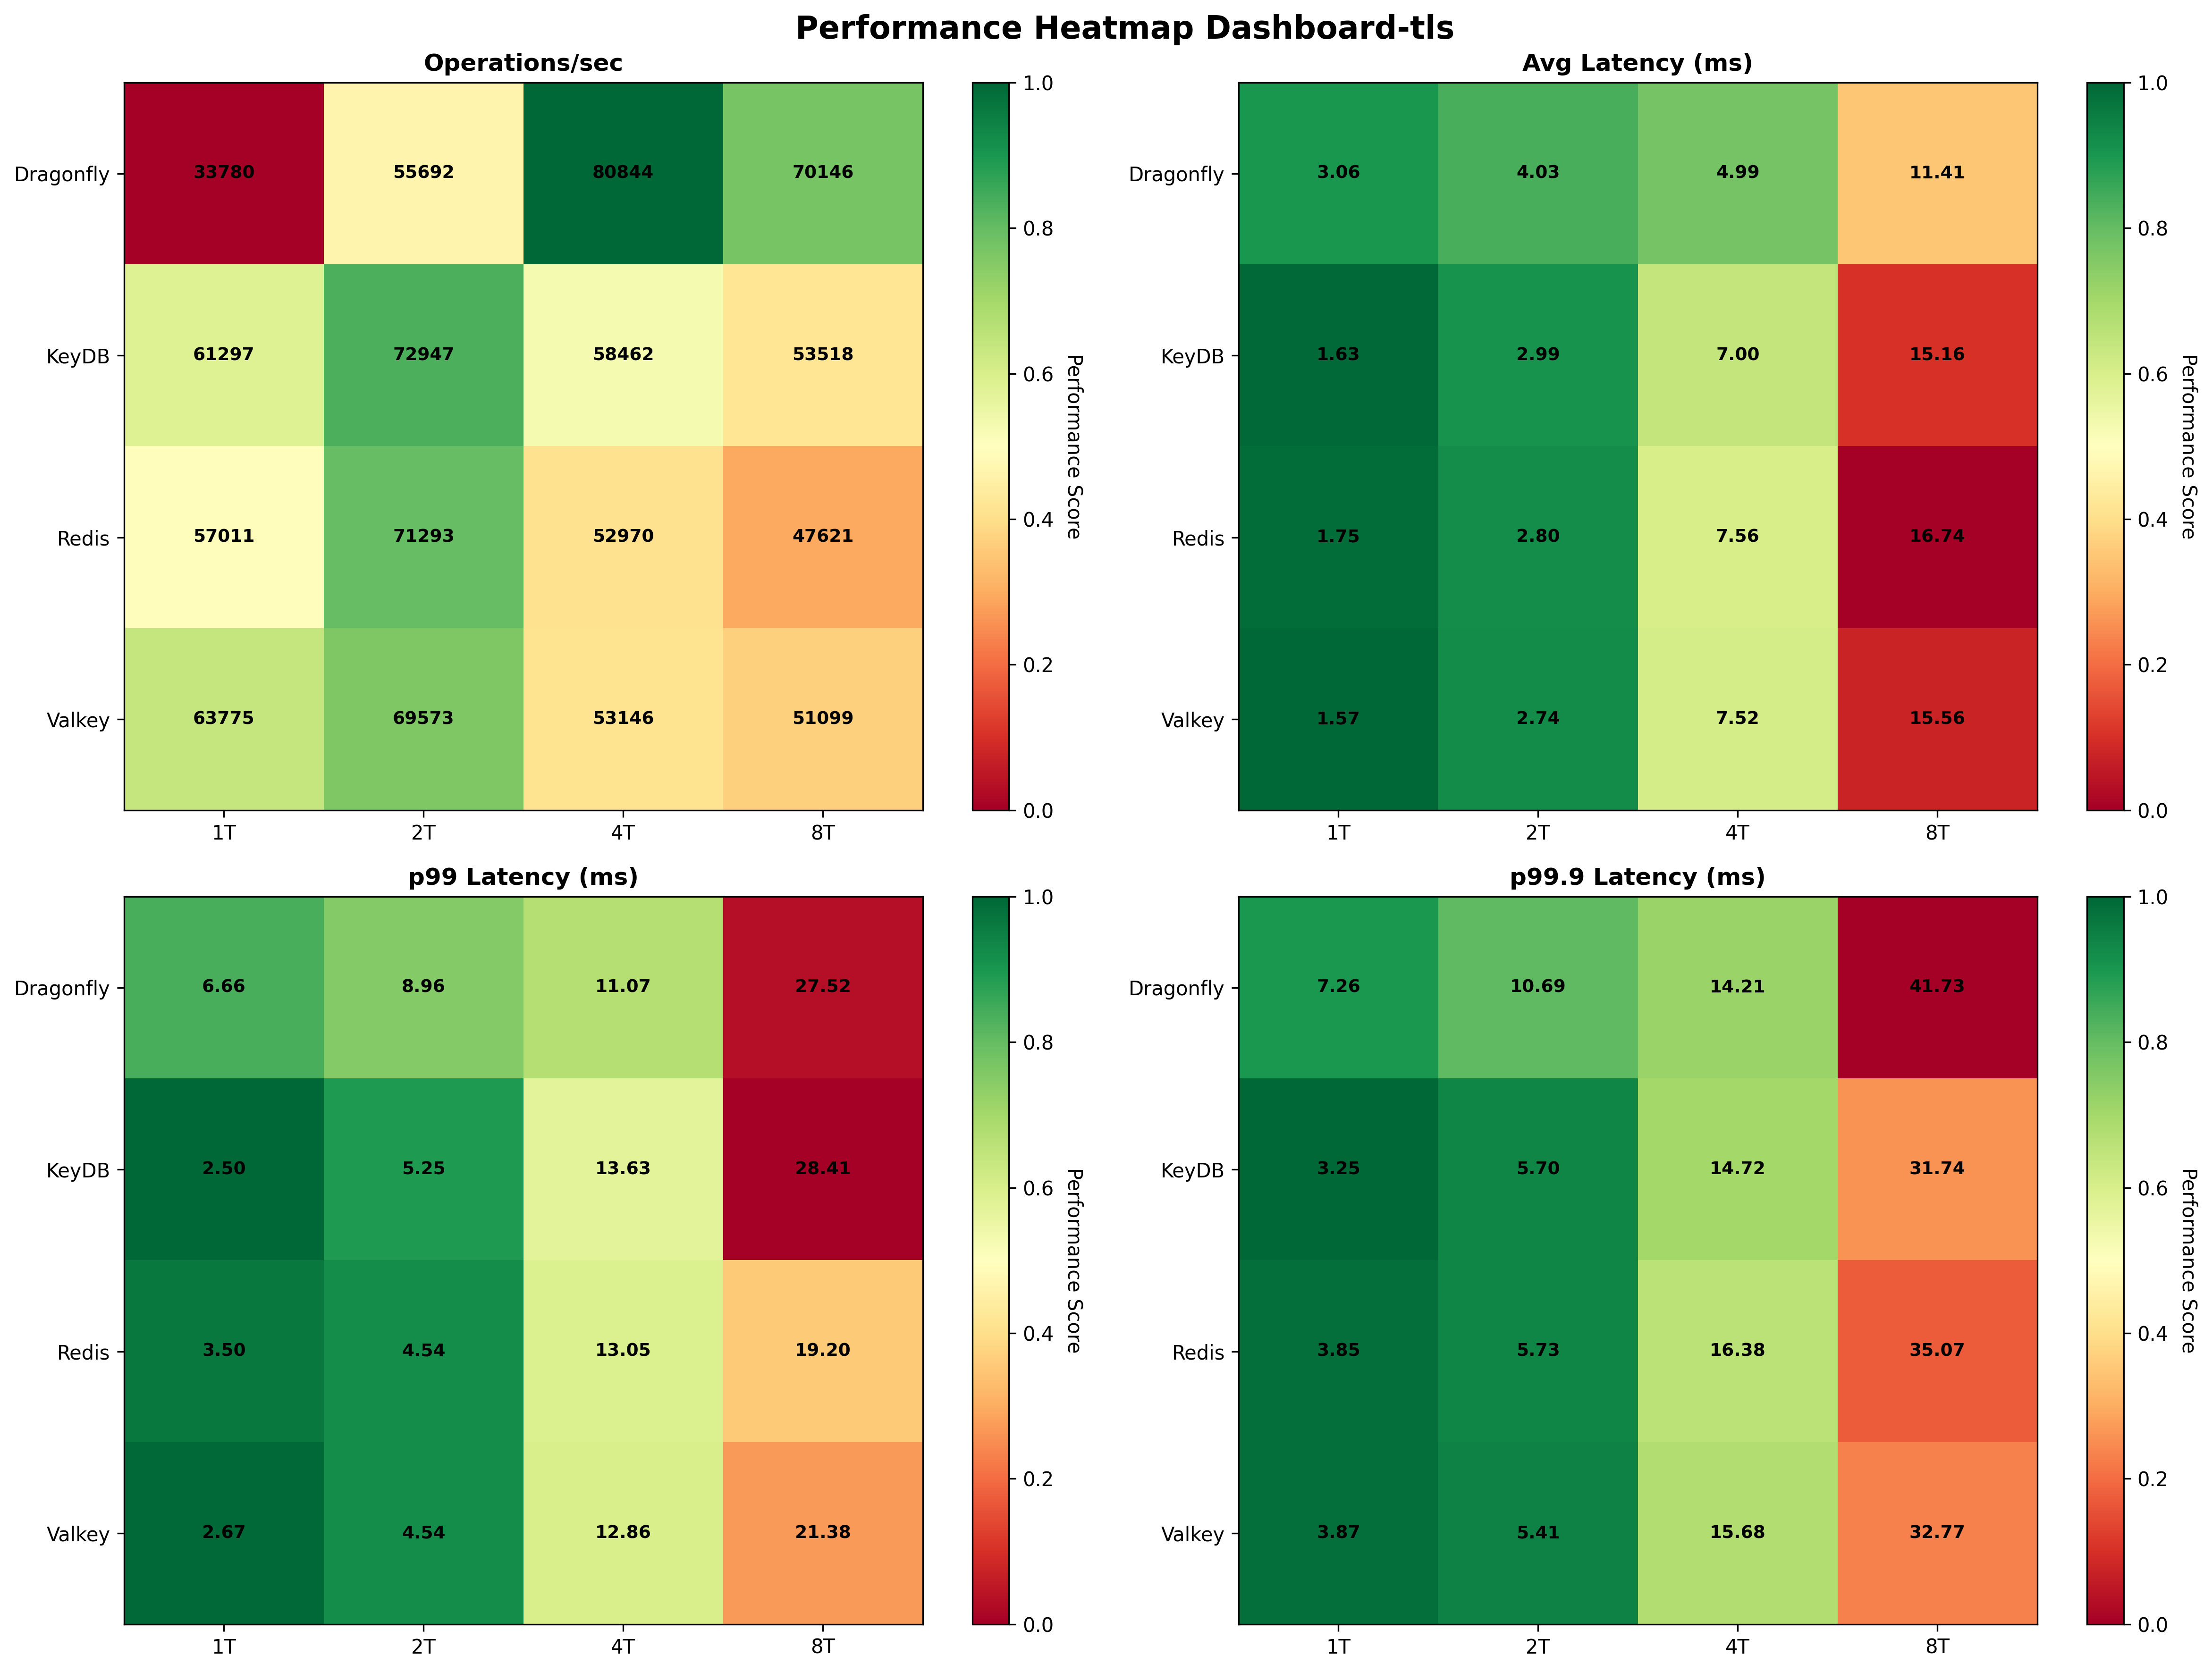 Performance Heatmap Dashboard-tls
Operations/sec
Dragonfly 33780 55692 80844 70146
KeyDB 61297 72947 58462 53518
Redis 57011 71293 52970 47621
Valkey 63775 69573 53146 51099
1T 2T 4T 8T
1.0
0.8
0.6
0.4
0.2
0.0
Performance Score
Avg Latency (ms)
Dragonfly 3.06 4.03 4.99 11.41
KeyDB 1.63 2.99 7.00 15.16
Redis 1.75 2.80 7.56 16.74
Valkey 1.57 2.74 7.52 15.56
1T 2T 4T 8T
1.0
0.8
0.6
0.4
0.2
0.0
Performance Score
p99 Latency (ms)
Dragonfly 6.66 8.96 11.07 27.52
KeyDB 2.50 5.25 13.63 28.41
Redis 3.50 4.54 13.05 19.20
Valkey 2.67 4.54 12.86 21.38
1T 2T 4T 8T
1.0
0.8
0.6
0.4
0.2
0.0
Performance Score
p99.9 Latency (ms)
Dragonfly 7.26 10.69 14.21 41.73
KeyDB 3.25 5.70 14.72 31.74
Redis 3.85 5.73 16.38 35.07
Valkey 3.87 5.41 15.68 32.77
1T 2T 4T 8T
1.0
0.8
0.6
0.4
0.2
0.0
Performance Score